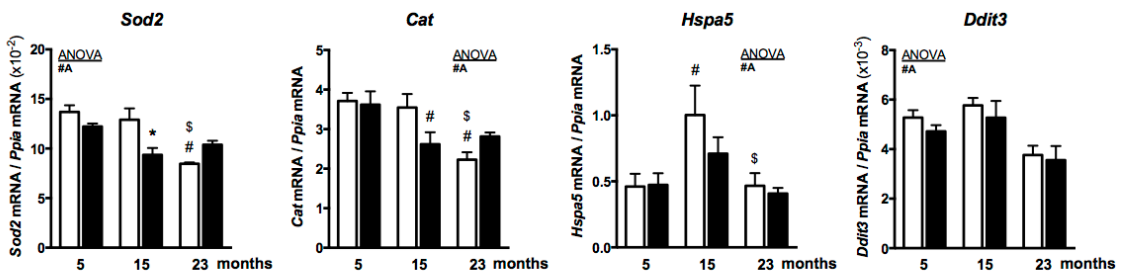 Sod2
Cat
Hspa5
Ddit3
Sod2 mRNA / Ppia mRNA (x10-2)
20
15
10
5
0
ANOVA
#A
*
$
#
5 15 23 months
Cat mRNA / Ppia mRNA
5
4
3
2
1
0
ANOVA
#A
#
$
#
5 15 23 months
Hspa5 mRNA / Ppia mRNA
1.5
1.0
0.5
0.0
ANOVA
#A
#
$
5 15 23 months
Ddit3 mRNA / Ppia mRNA (x10-3)
8
6
4
2
0
ANOVA
#A
5 15 23 months